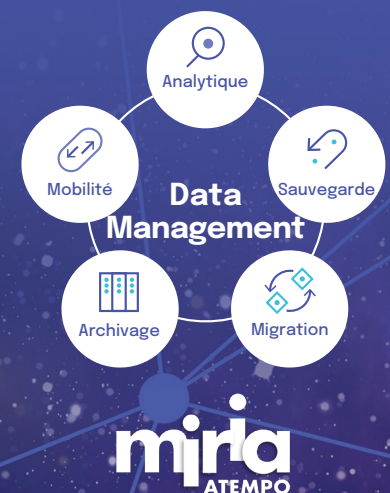 Analytique
Mobilité
Sauvegarde
Data
Management
Archivage
Migration
miria
ATEMPO